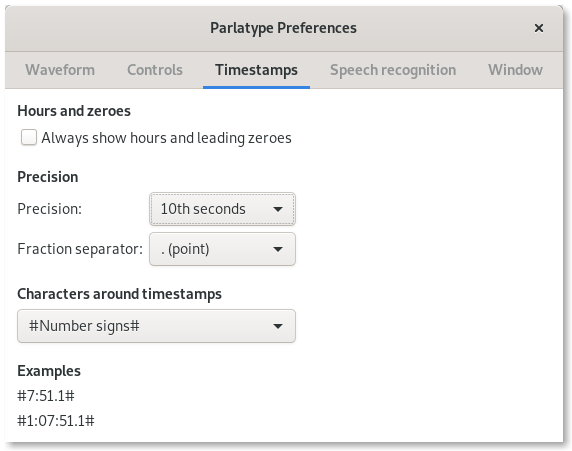 Parlatype Preferences
Waveform Controls Timestamps Speech recognition Window
Hours and zeroes
Always show hours and leading zeroes
Precision
Precision: 10th seconds
Fraction separator: . (point)
Characters around timestamps
#Number signs#
Examples
#7:51.1#
#1:07:51.1#